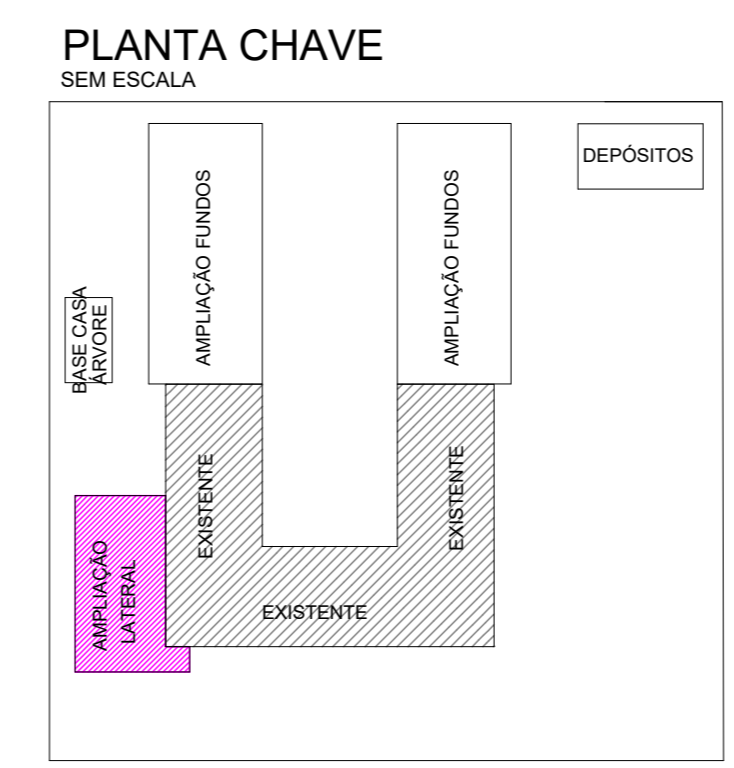 PLANTA CHAVE
SEM ESCALA
AMPLIAÇÃO FUNDOS
AMPLIAÇÃO FUNDOS
DEPÓSITOS
BASE CASA
ÁRVORE
EXISTENTE
EXISTENTE
AMPLIAÇÃO
LATERAL
EXISTENTE